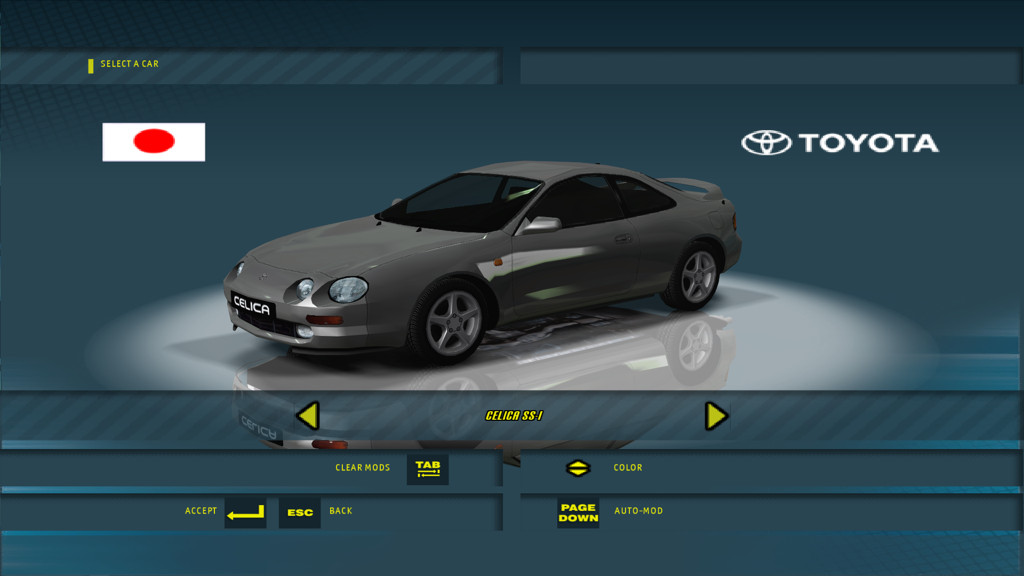 SELECT A CAR
TOYOTA
CELICA
CELICA SS-I
CLEAR MODS TAB
COLOR
ACCEPT
ESC BACK
PAGE DOWN AUTO-MOD